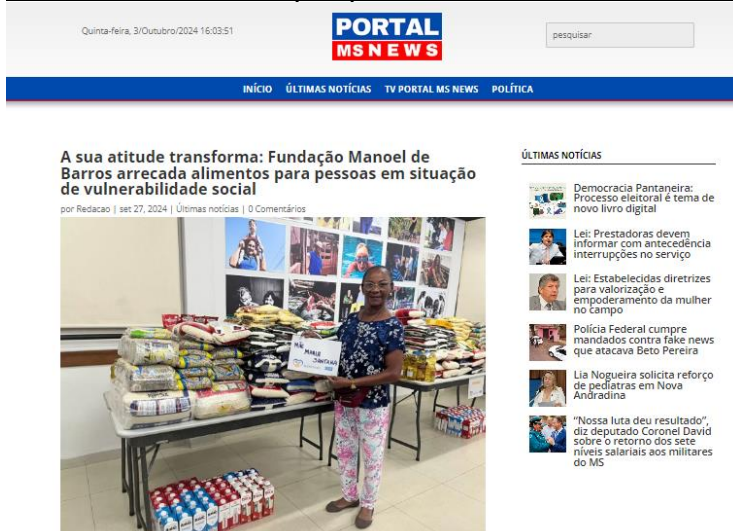 Quinta-feira, 3/Outubro/2024 16:03:51
PORTAL
MS NEWS
pesquisar
INÍCIO ÚLTIMAS NOTÍCIAS TV PORTAL MS NEWS POLÍTICA
A sua atitude transforma: Fundação Manoel de
Barros arrecada alimentos para pessoas em situação
de vulnerabilidade social
por Redacao | set 27, 2024 | Últimas notícias | 0 Comentários
MÃE
MARIA
SANTANA
ÚLTIMAS NOTÍCIAS
Democracia Pantaneira:
Processo eleitoral é tema de
novo livro digital
Lei: Prestadoras devem
informar com antecedência
interrupções no serviço
Lei: Estabelecidas diretrizes
para valorização e
empoderamento da mulher
no campo
Polícia Federal cumpre
mandados contra fake news
que atacava Beto Pereira
Lia Nogueira solicita reforço
de pediatras em Nova
Andradina
“Nossa luta deu resultado”,
diz deputado Coronel David
sobre o retorno dos sete
níveis salariais aos militares
do MS